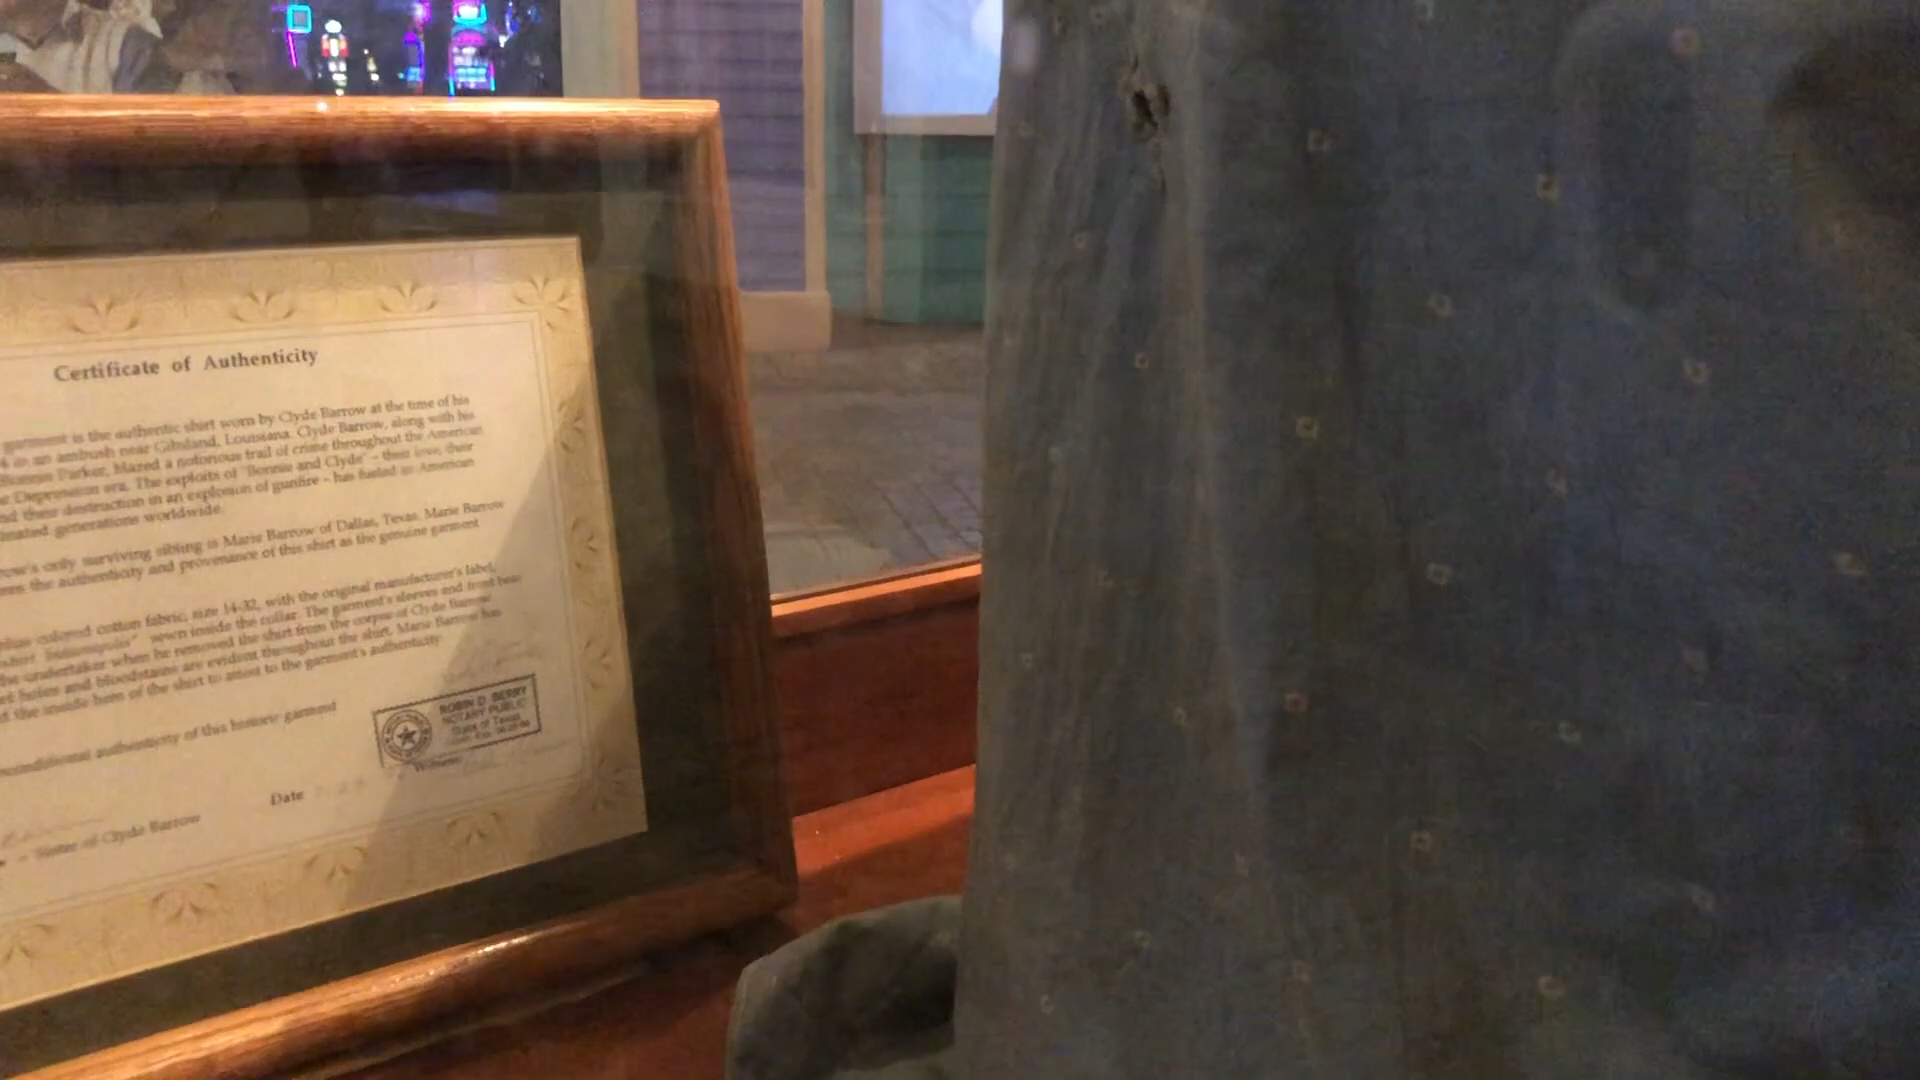 Certificate of Authenticity
garment is the authentic shirt worn by Clyde Barrow at the time of his
in an ambush near Gibsland, Louisiana. Clyde Barrow, along with his
Bonnie Parker, blazed a notorious trail of crime throughout the American
Depression era. The exploits of "Bonnie and Clyde" – their love, their
their destruction in an explosion of gunfire – has fueled American
generations worldwide.
only surviving sibling is Marie Barrow of Dallas, Texas. Marie Barrow
the authenticity and provenance of this shirt as the genuine garment
colored cotton fabric, size 14-32, with the original manufacturer's label,
sewn inside the collar. The garment's sleeves and front bear
the undertaker when he removed the shirt from the corpse of Clyde Barrow
holes and bloodstains are evident throughout the shirt. Marie Barrow has
the inside hem of the shirt to attest to the garment's authenticity.
authenticity of this historic garment
ROBIN D. BERRY
NOTARY PUBLIC
State of Texas
Witness
Date
Sister of Clyde Barrow